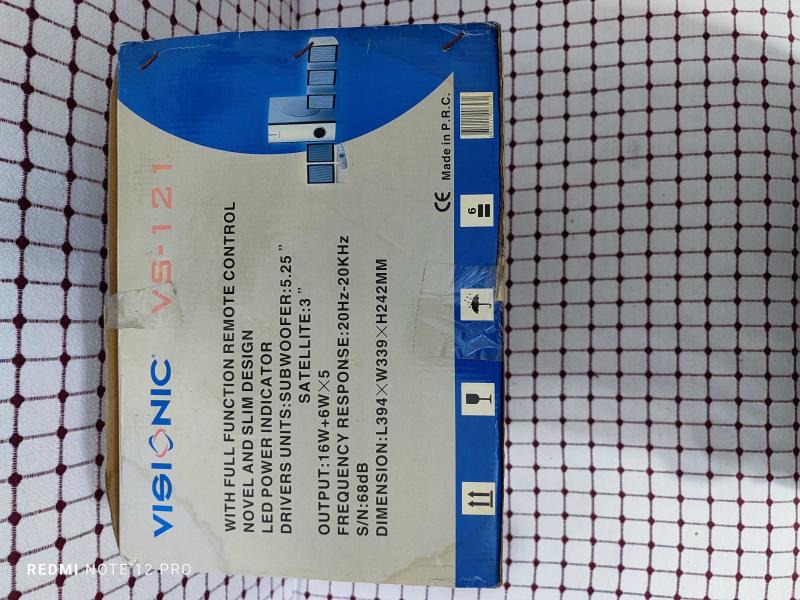 VISIONIC® VS-121
WITH FULL FUNCTION REMOTE CONTROL
NOVEL AND SLIM DESIGN
LED POWER INDICATOR
DRIVERS UNITS:SUBWOOFER:5.25"
SATELLITE:3"
OUTPUT:16W+6W×5
FREQUENCY RESPONSE:20Hz-20KHz
S/N:68dB
DIMENSION:L394×W339×H242MM
CE Made in P.R.C.
6
REDMI NOTE 12 PRO